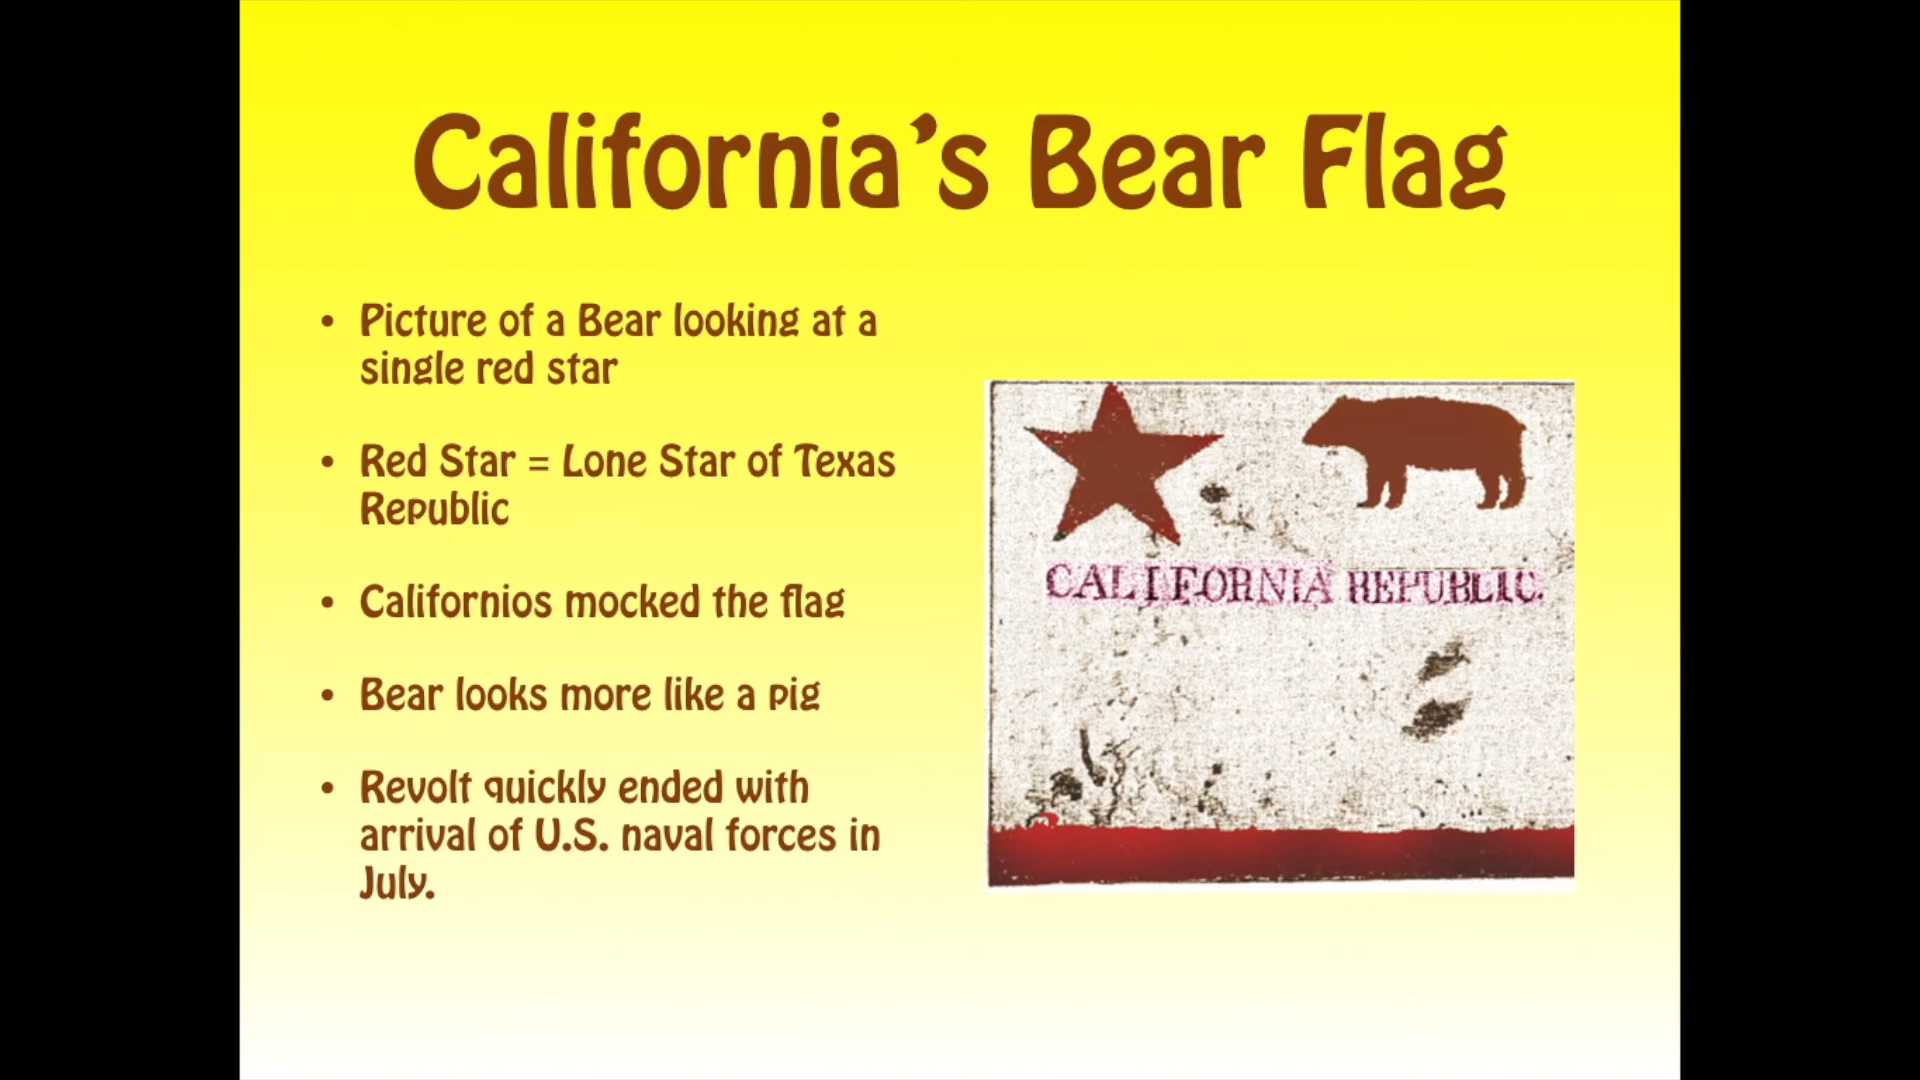 California's Bear Flag
• Picture of a Bear looking at a
single red star
• Red Star = Lone Star of Texas
Republic
• Californios mocked the flag
• Bear looks more like a pig
• Revolt quickly ended with
arrival of U.S. naval forces in
July.
CALIFORNIA REPUBLIC.